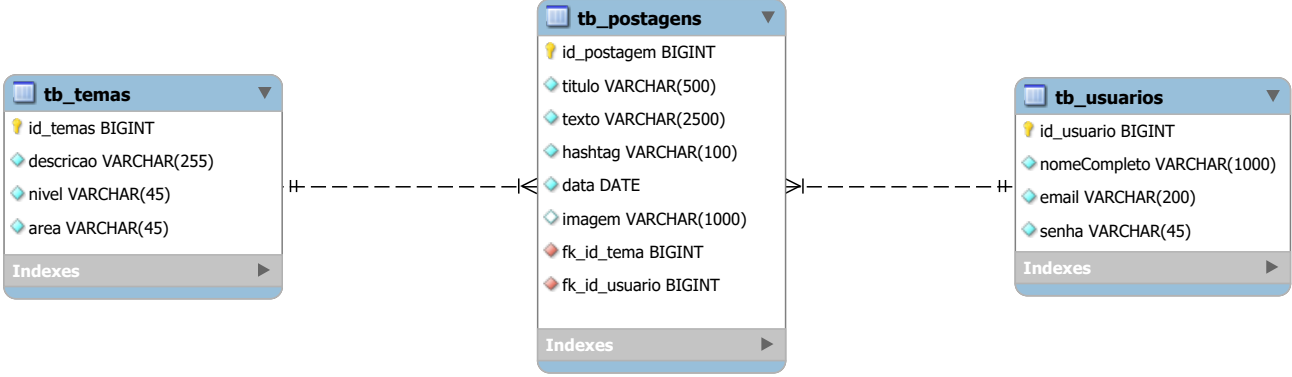 tb_temas
id_temas BIGINT
descricao VARCHAR(255)
nivel VARCHAR(45)
area VARCHAR(45)
Indexes
tb_postagens
id_postagem BIGINT
titulo VARCHAR(500)
texto VARCHAR(2500)
hashtag VARCHAR(100)
data DATE
imagem VARCHAR(1000)
fk_id_tema BIGINT
fk_id_usuario BIGINT
Indexes
tb_usuarios
id_usuario BIGINT
nomeCompleto VARCHAR(1000)
email VARCHAR(200)
senha VARCHAR(45)
Indexes